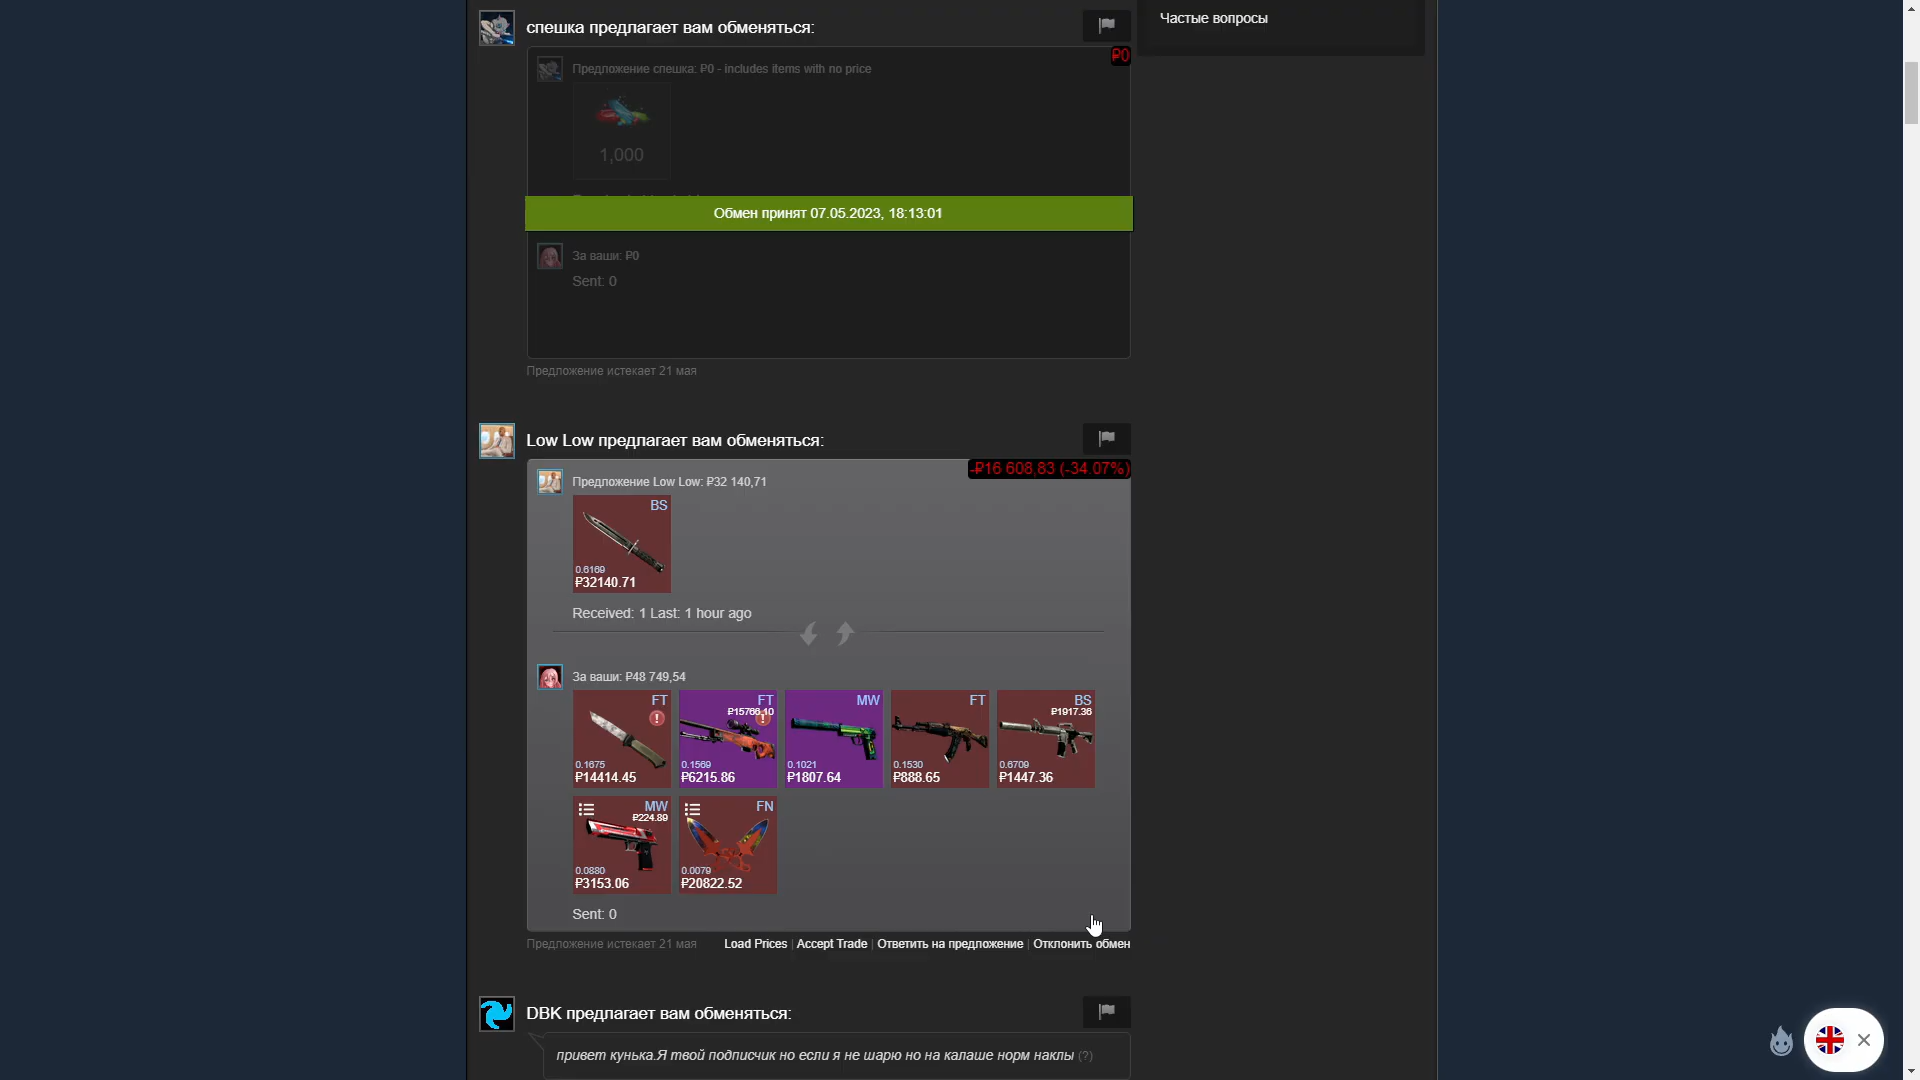 Частые вопросы
спешка предлагает вам обменяться:
₽0
Предложение спешка: ₽0 - includes items with no price
1,000
Обмен принят 07.05.2023, 18:13:01
За ваши: ₽0
Sent: 0
Предложение истекает 21 мая
Low Low предлагает вам обменяться:
-₽16 608,83 (-34.07%)
Предложение Low Low: ₽32 140,71
BS
0.6169
₽32140.71
Received: 1 Last: 1 hour ago
За ваши: ₽48 749,54
FT
0.1675
₽14414.45
FT
₽15766.10
0.1569
₽6215.86
MW
0.1021
₽1807.64
FT
0.1530
₽888.65
BS
₽1917.36
0.6709
₽1447.36
MW
₽224.89
0.0880
₽3153.06
FN
0.0079
₽20822.52
Sent: 0
Предложение истекает 21 мая
Load Prices | Accept Trade | Ответить на предложение | Отклонить обмен
DBK предлагает вам обменяться:
привет кунька.Я твой подписчик но если я не шарю но на калаше норм наклы (?)